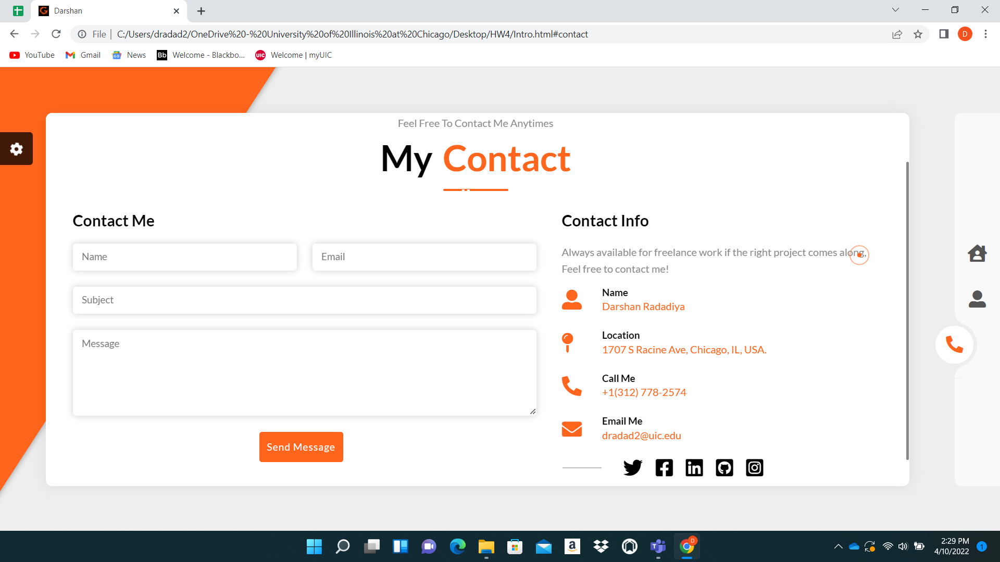 Darshan
File | C:/Users/dradad2/OneDrive%20-%20University%20of%20Illinois%20at%20Chicago/Desktop/HW4/Intro.html#contact
D
YouTube Gmail News Bb Welcome - Blackbo... UIC Welcome | myUIC
Feel Free To Contact Me Anytimes
My Contact
Contact Me
Name Email
Subject
Message
Send Message
Contact Info
Always available for freelance work if the right project comes along,
Feel free to contact me!
Name
Darshan Radadiya
Location
1707 S Racine Ave, Chicago, IL, USA.
Call Me
+1(312) 778-2574
Email Me
dradad2@uic.edu
2:29 PM
4/10/2022
1